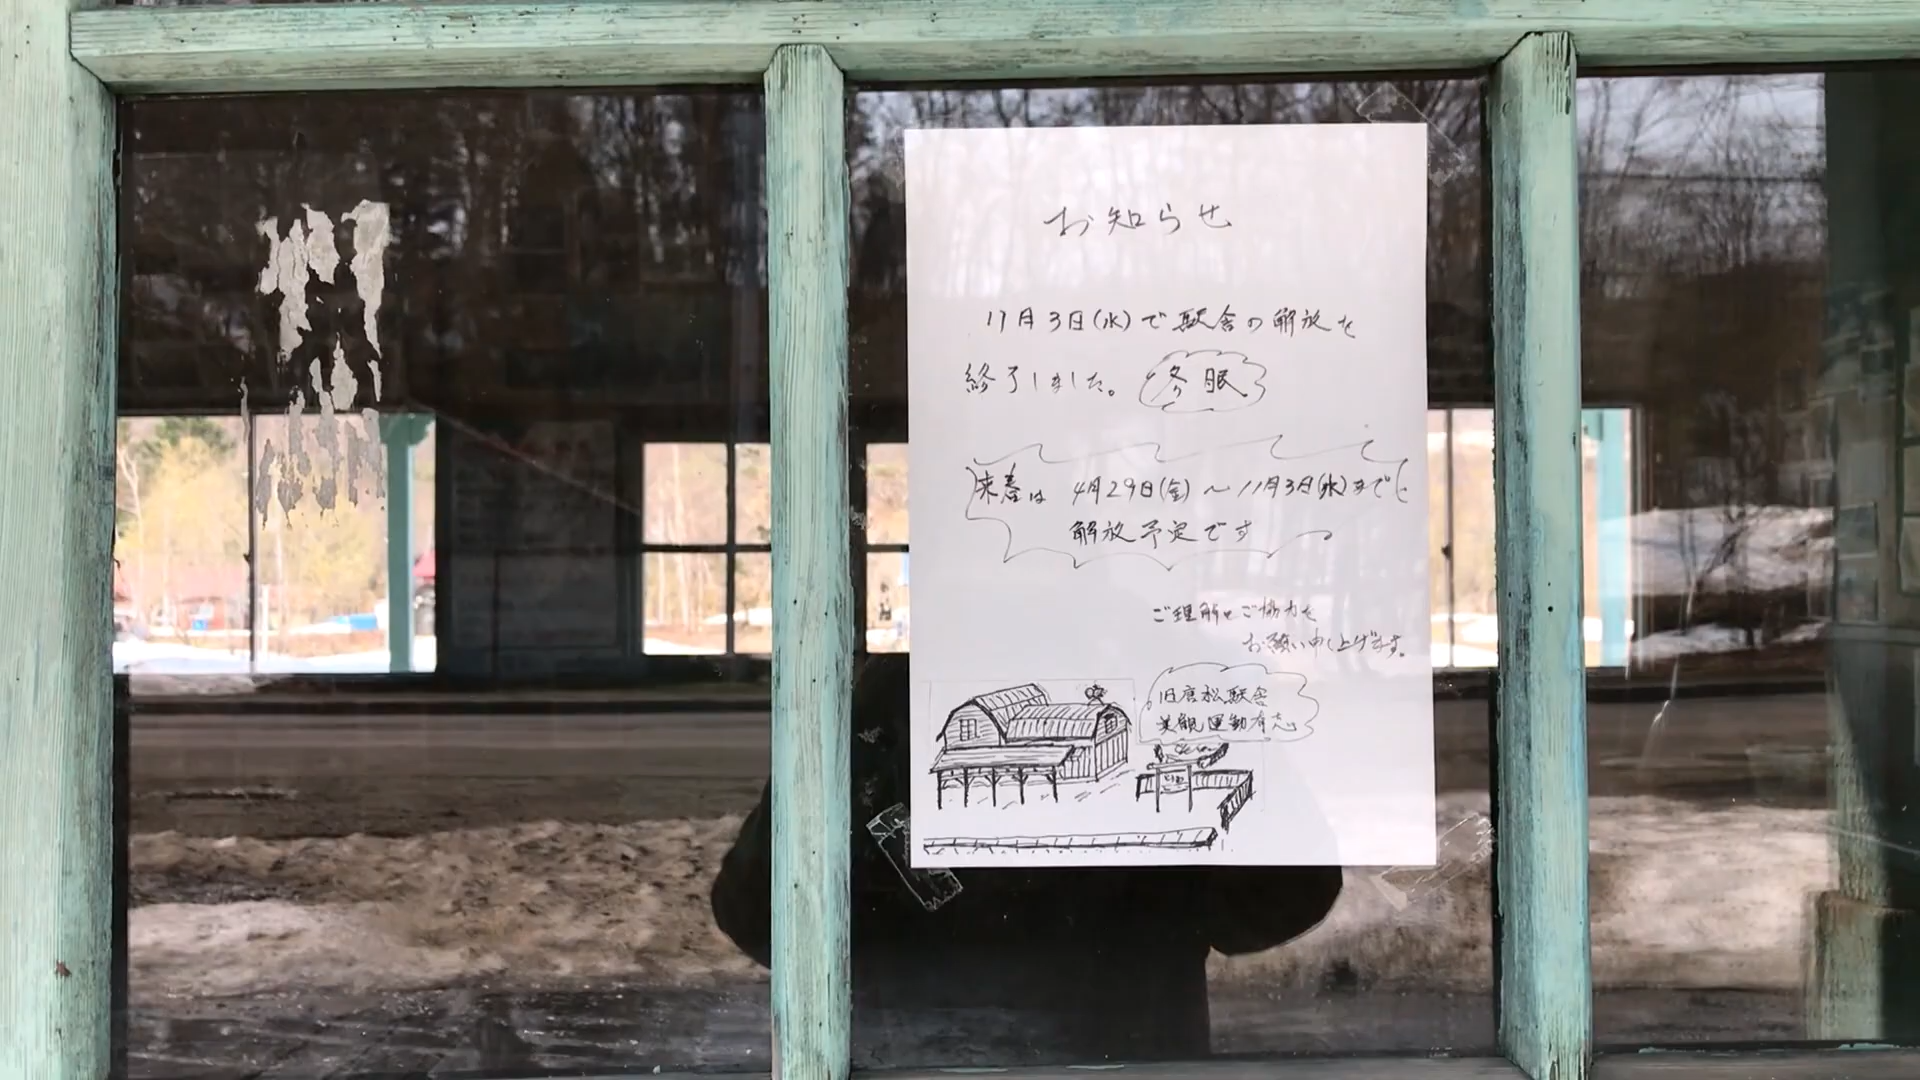 お知らせ
11月3日(水)で駅舎の解放を
終了しました。 冬眠
来春は 4月29日(金) ～11月3日(水)まで
解放予定です
ご理解とご協力を
お願い申し上げます。
旧唐松駅舎
美観運動有志